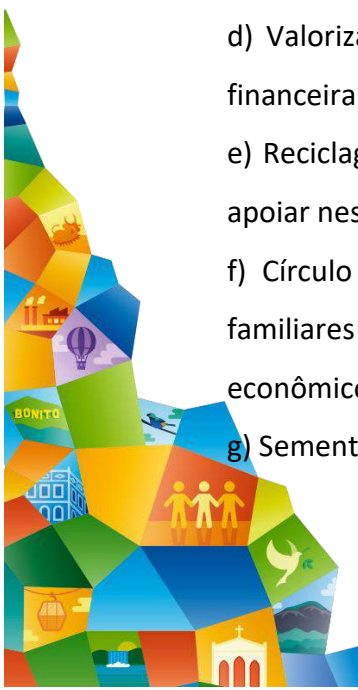 d) Valoriza
financeira
e) Reciclag
apoiar nes
f) Círculo
familiares
econômico
g) Sement
BONITO